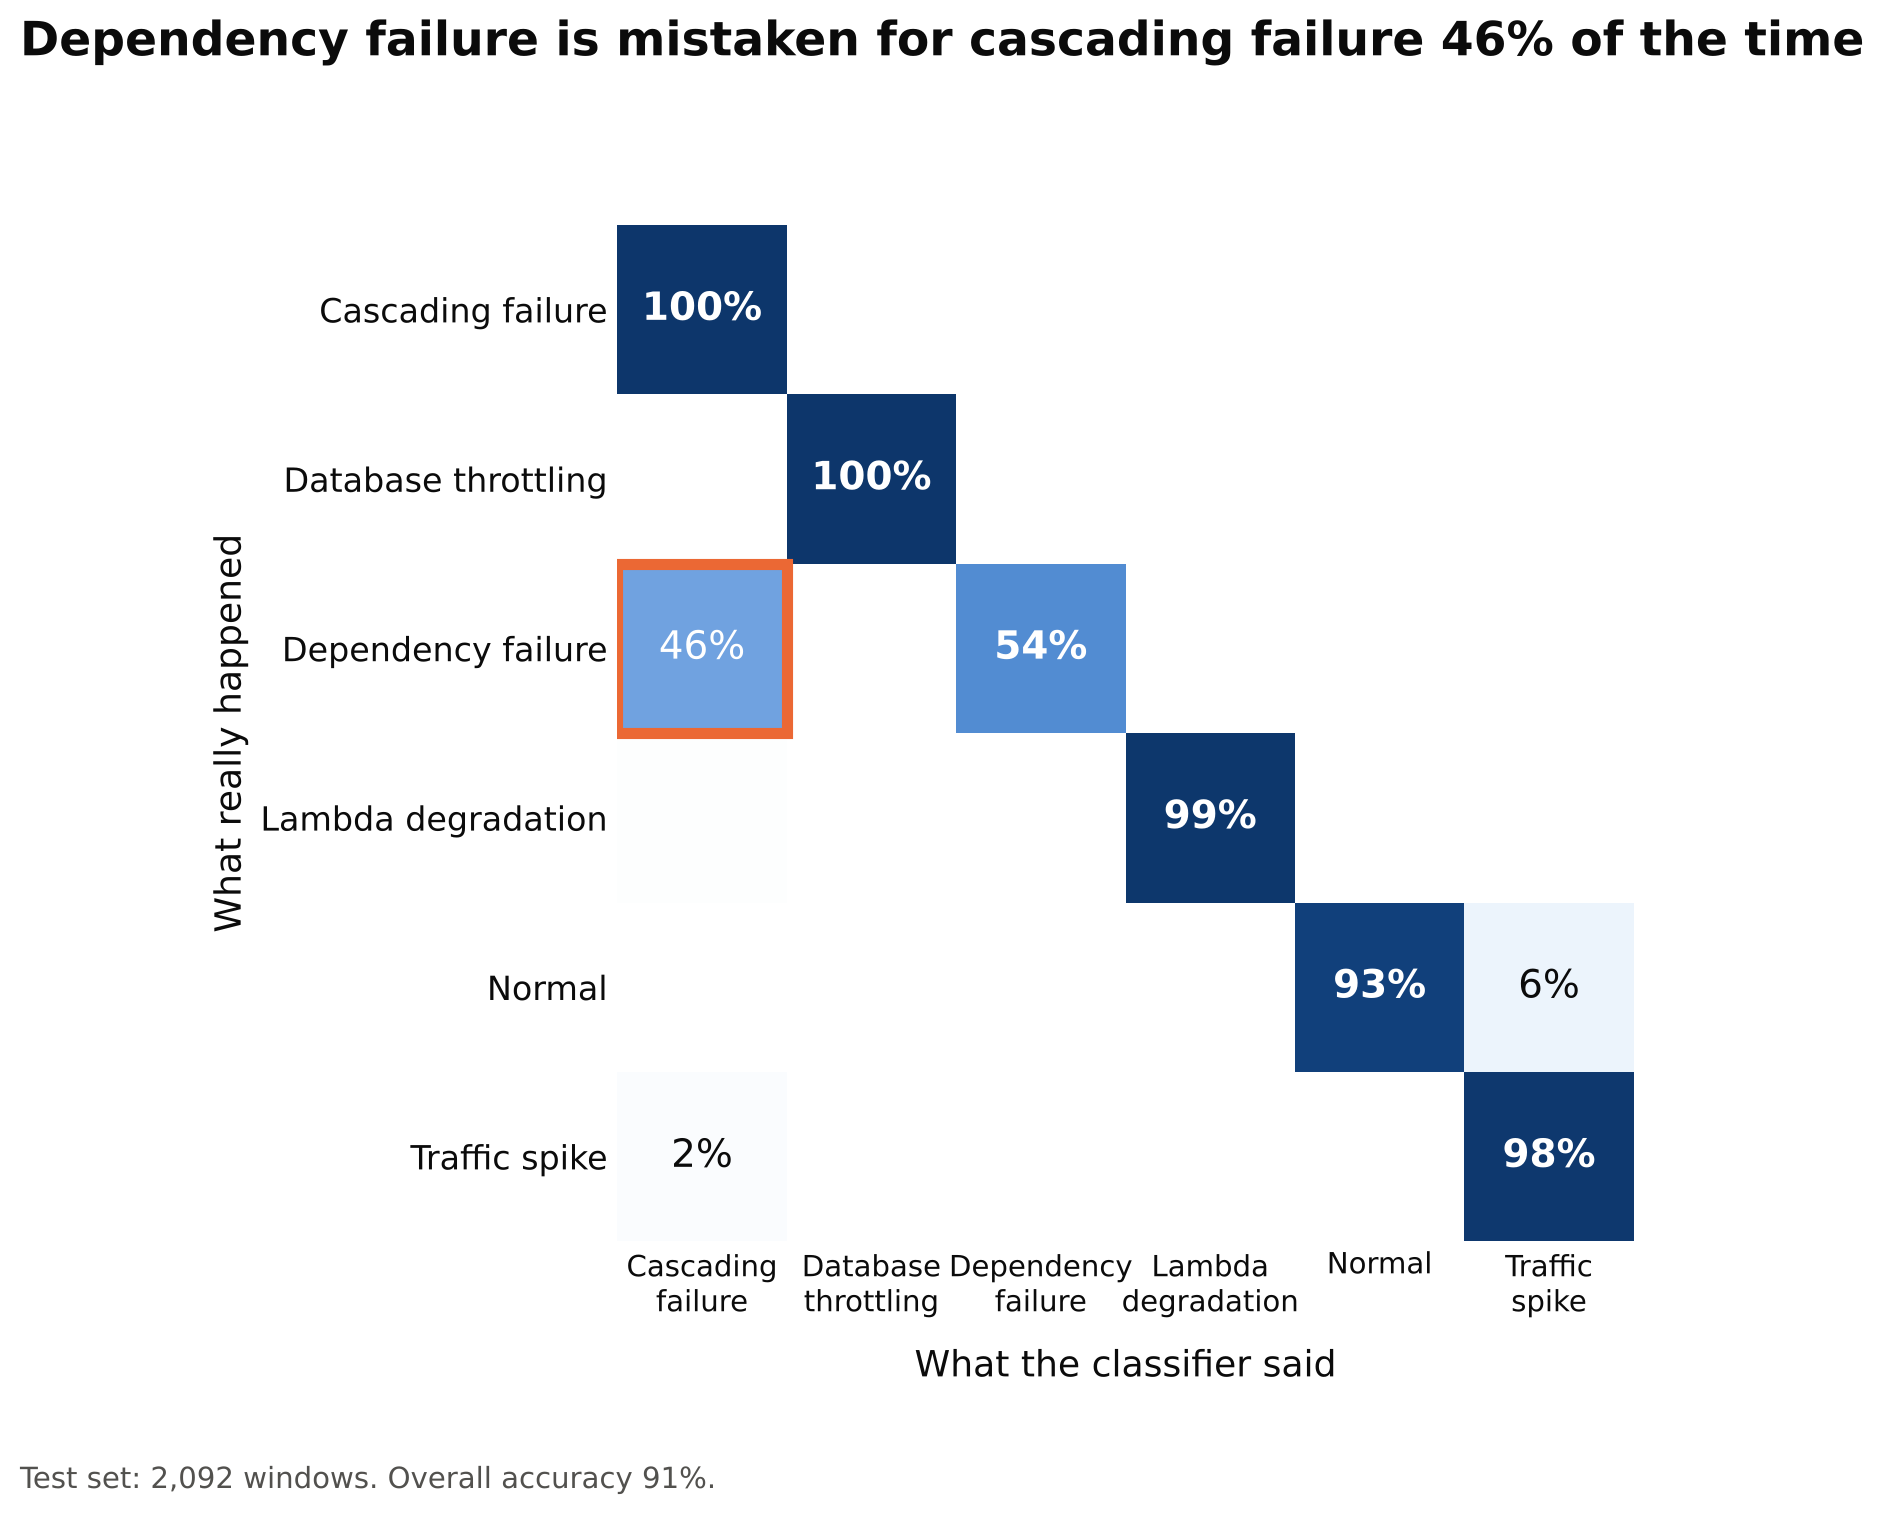 Dependency failure is mistaken for cascading failure 46% of the time
What really happened
Cascading failure
100%
Database throttling
100%
Dependency failure
46%
54%
Lambda degradation
99%
Normal
93%
6%
Traffic spike
2%
98%
Cascading
failure
Database
throttling
Dependency
failure
Lambda
degradation
Normal
Traffic
spike
What the classifier said
Test set: 2,092 windows. Overall accuracy 91%.